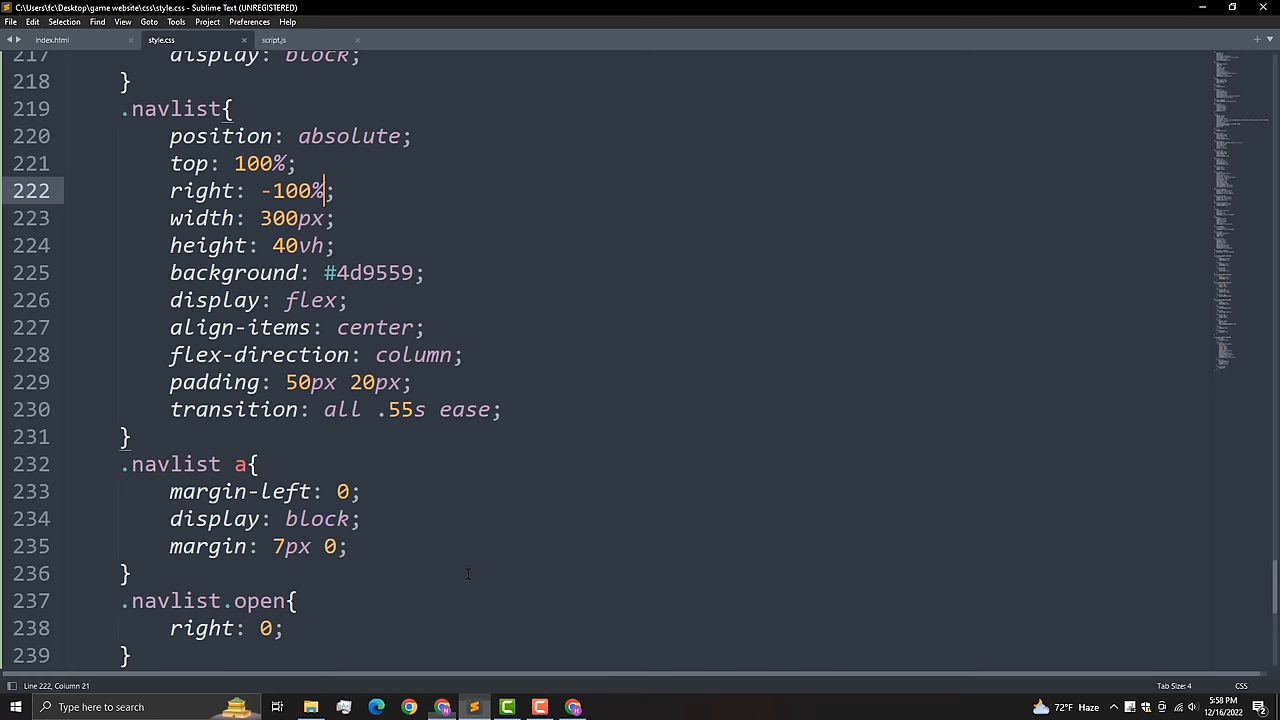 C:\Users\fc\Desktop\game website\css\style.css - Sublime Text (UNREGISTERED)
File Edit Selection Find View Goto Tools Project Preferences Help
index.html × style.css × script.js ×
217 display: block;
218 }
219 .navlist{
220 position: absolute;
221 top: 100%;
222 right: -100%;
223 width: 300px;
224 height: 40vh;
225 background: #4d9559;
226 display: flex;
227 align-items: center;
228 flex-direction: column;
229 padding: 50px 20px;
230 transition: all .55s ease;
231 }
232 .navlist a{
233 margin-left: 0;
234 display: block;
235 margin: 7px 0;
236 }
237 .navlist.open{
238 right: 0;
239 }
Line 222, Column 21 Tab Size: 4 CSS
Type here to search 72°F Haze 5:58 PM
12/16/2022